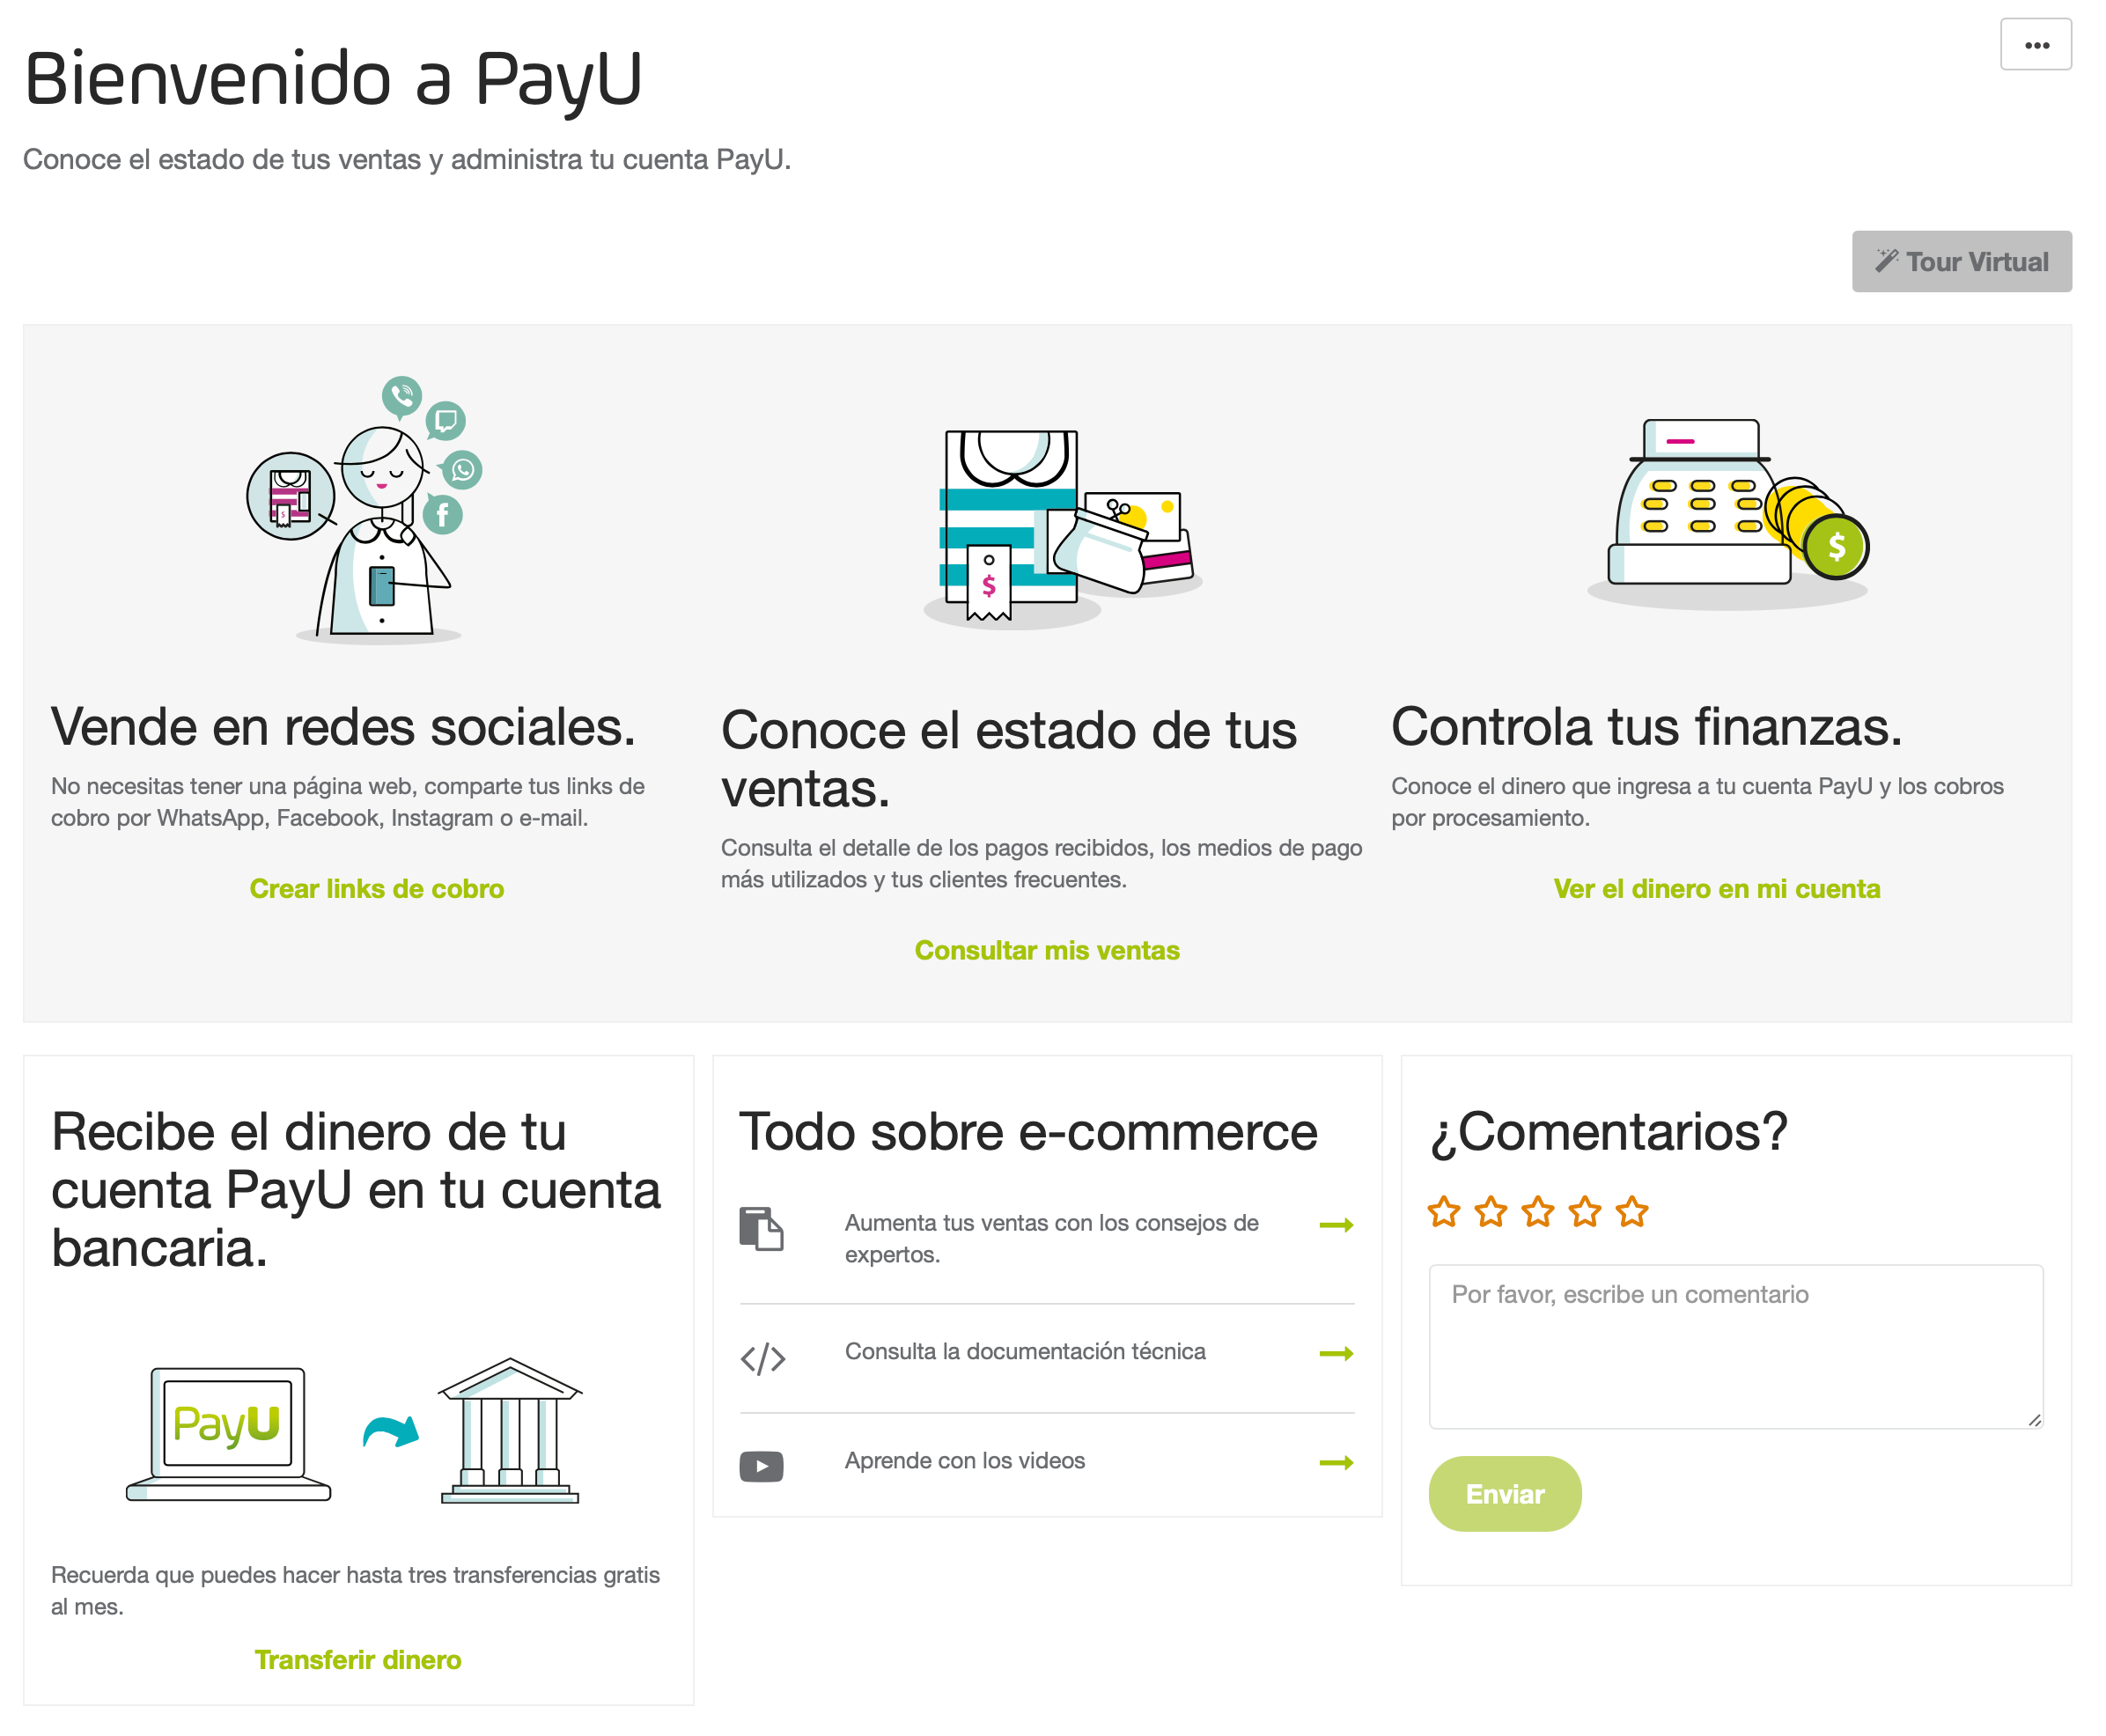 Bienvenido a PayU
Conoce el estado de tus ventas y administra tu cuenta PayU.
Tour Virtual
$
f
Vende en redes sociales.
No necesitas tener una página web, comparte tus links de
cobro por WhatsApp, Facebook, Instagram o e-mail.
Crear links de cobro
$
Conoce el estado de tus
ventas.
Consulta el detalle de los pagos recibidos, los medios de pago
más utilizados y tus clientes frecuentes.
Consultar mis ventas
$
Controla tus finanzas.
Conoce el dinero que ingresa a tu cuenta PayU y los cobros
por procesamiento.
Ver el dinero en mi cuenta
Recibe el dinero de tu
cuenta PayU en tu cuenta
bancaria.
PayU
Recuerda que puedes hacer hasta tres transferencias gratis
al mes.
Transferir dinero
Todo sobre e-commerce
Aumenta tus ventas con los consejos de
expertos.
Consulta la documentación técnica
Aprende con los videos
¿Comentarios?
Por favor, escribe un comentario
Enviar